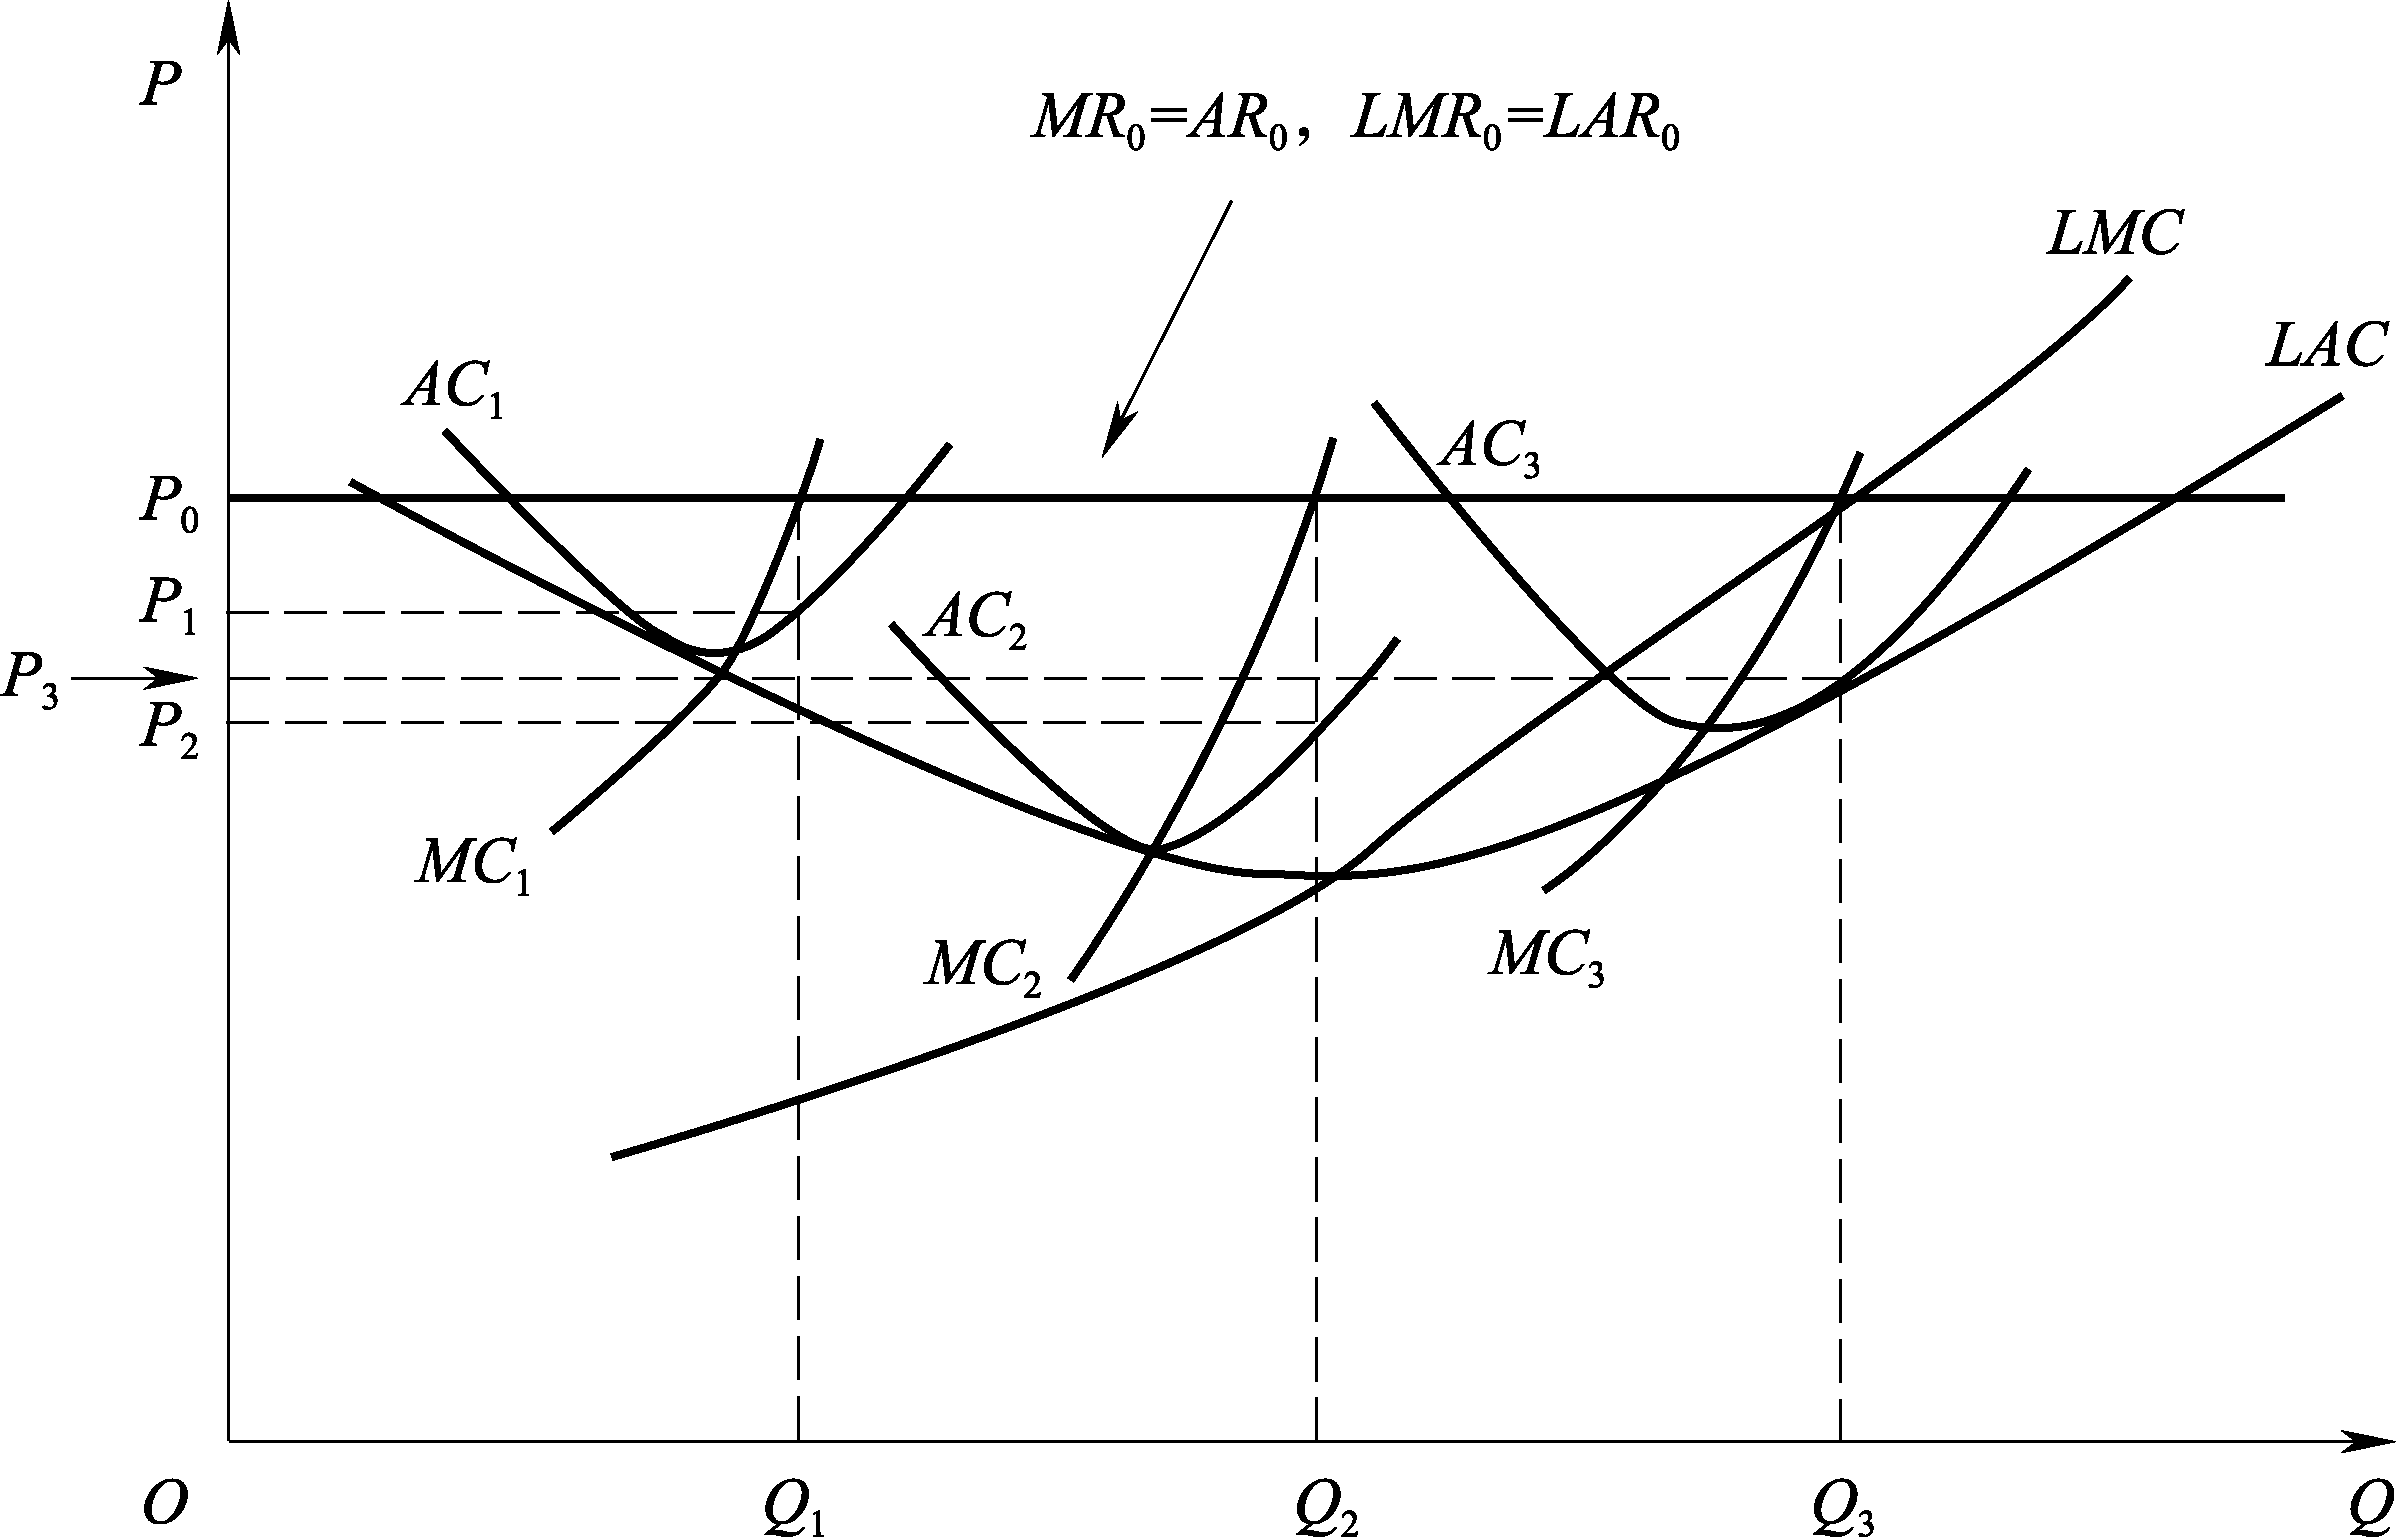 P
MR₀=AR₀, LMR₀=LAR₀
LMC
LAC
AC₁
AC₃
P₀
P₁
AC₂
P₃
P₂
MC₁
MC₂
MC₃
O
Q₁
Q₂
Q₃
Q